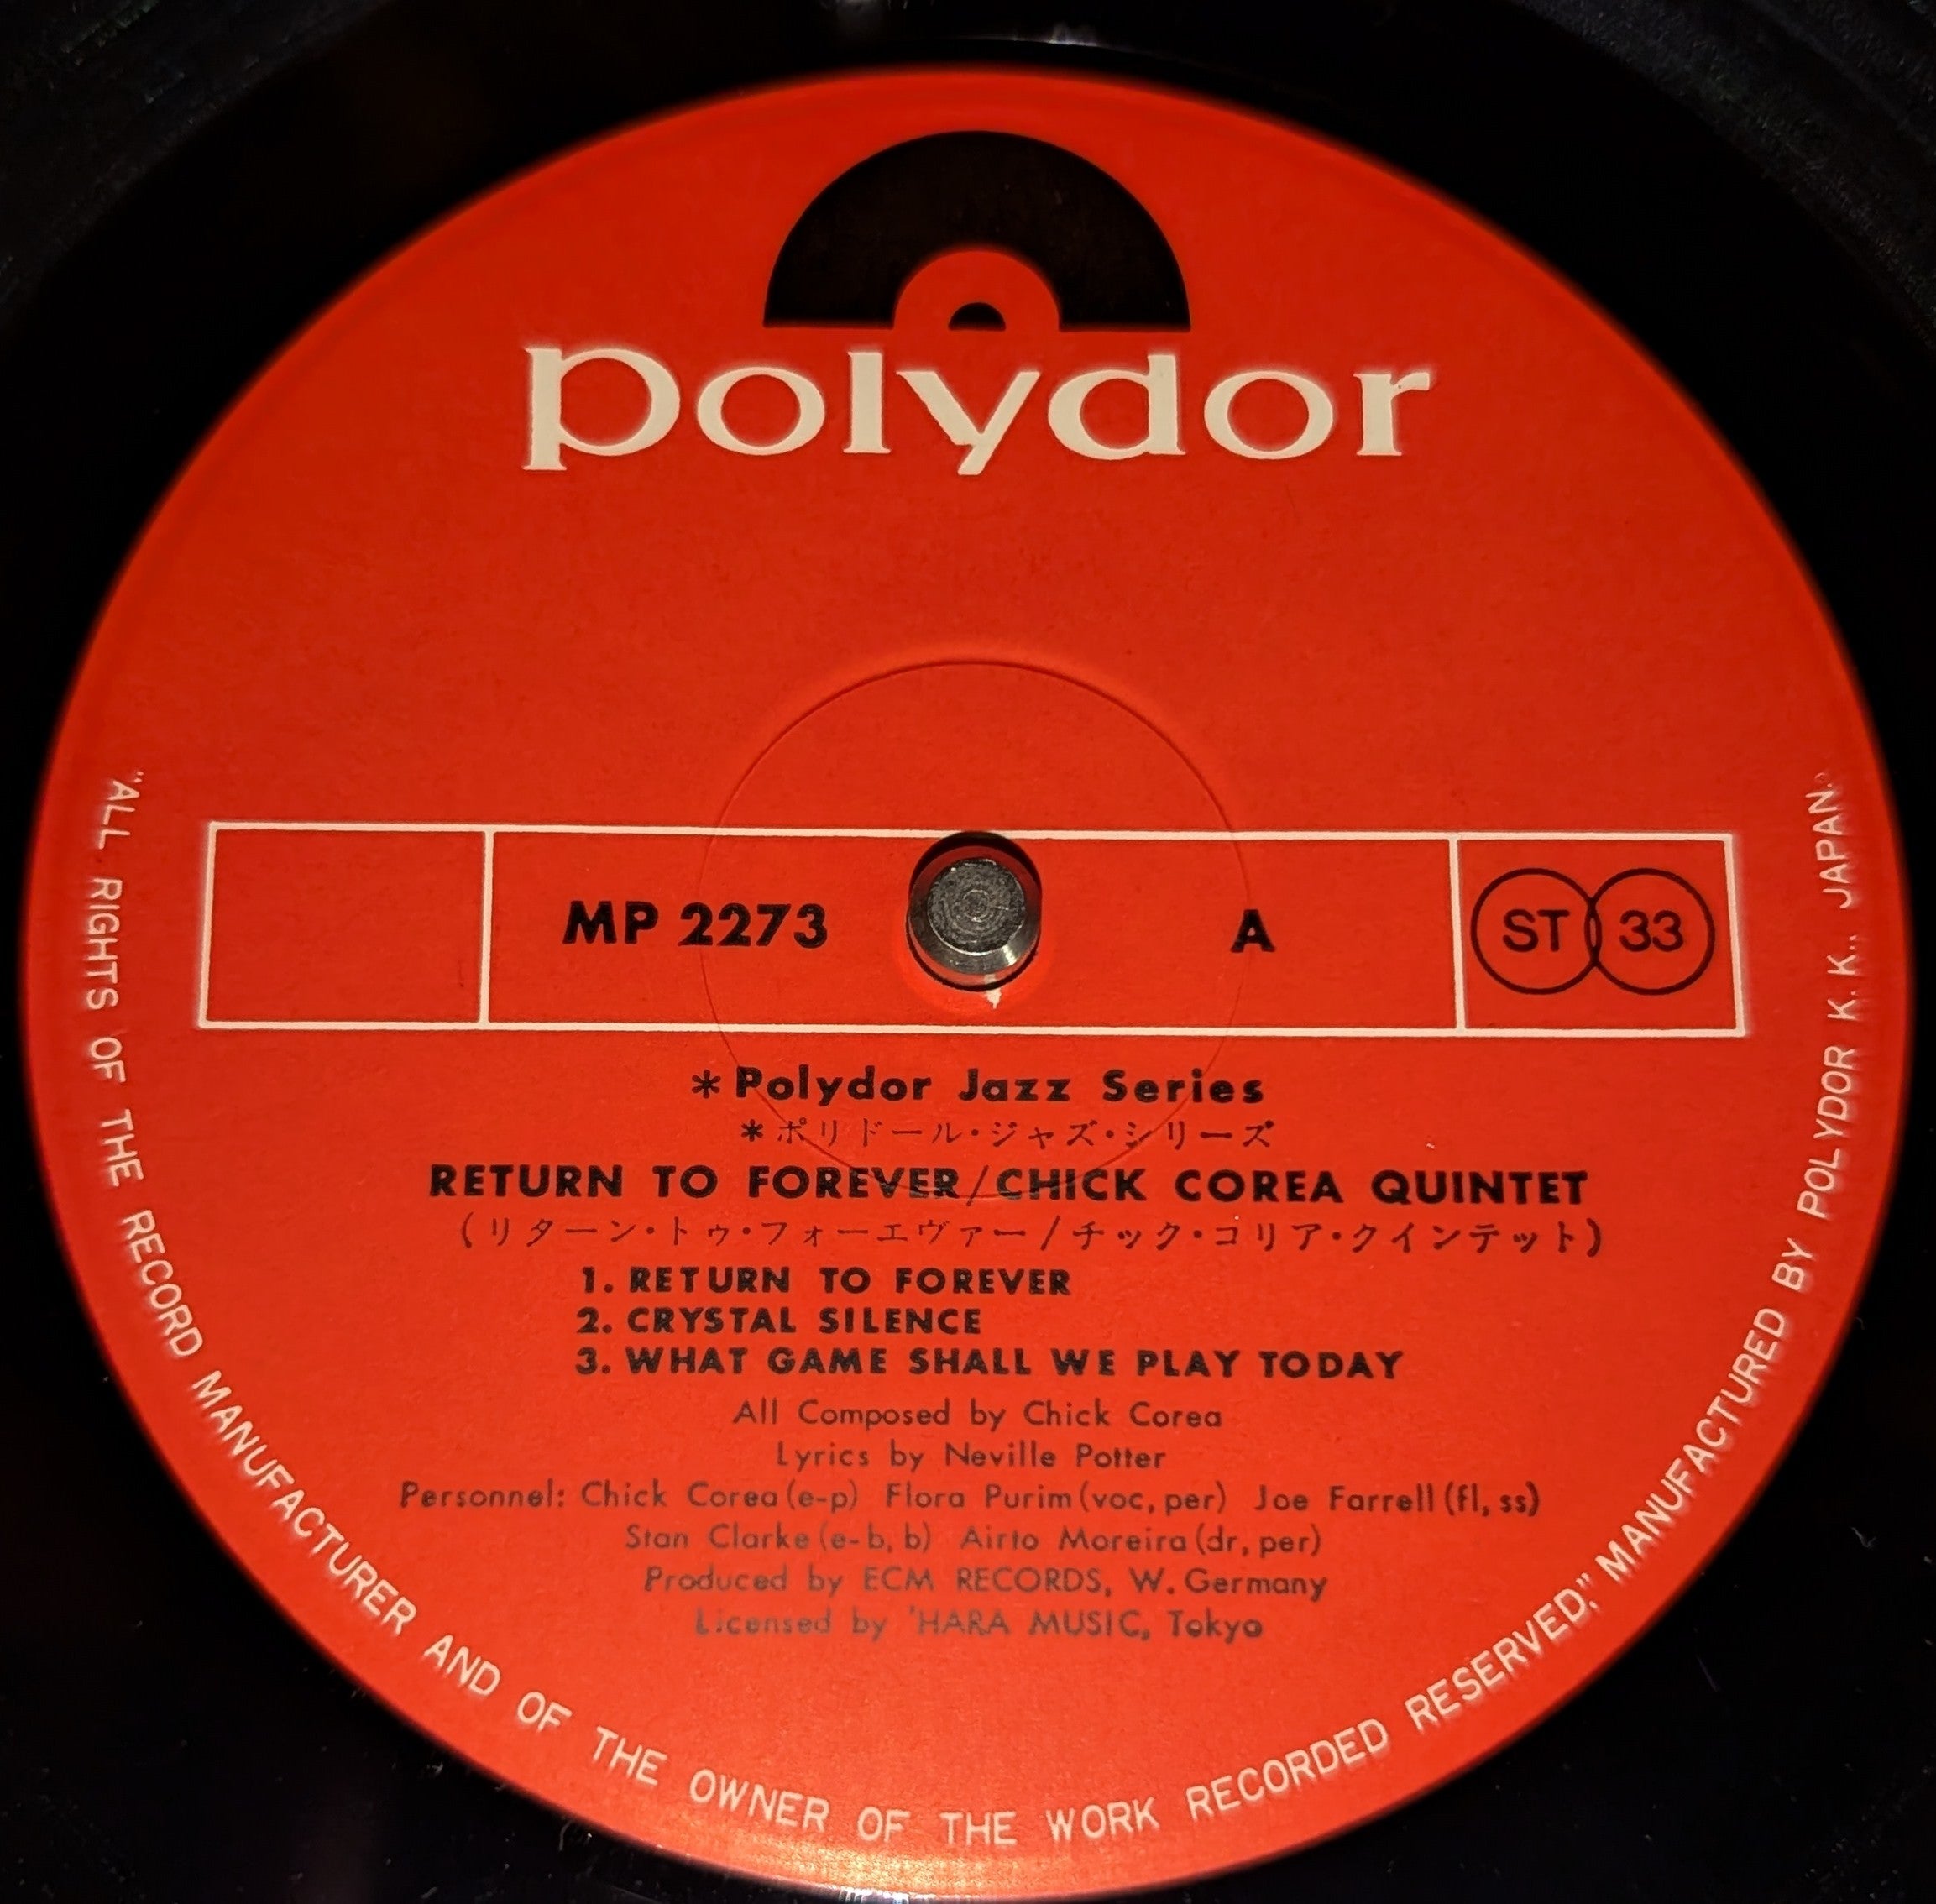 polydor
MP 2273 A ST 33
*Polydor Jazz Series
*ポリドール・ジャズ・シリーズ
RETURN TO FOREVER/CHICK COREA QUINTET
(リターン・トゥ・フォーエヴァー/チック・コリア・クインテット)
1. RETURN TO FOREVER
2. CRYSTAL SILENCE
3. WHAT GAME SHALL WE PLAY TODAY
All Composed by Chick Corea
Lyrics by Neville Potter
Personnel: Chick Corea(e-p) Flora Purim(voc, per) Joe Farrell(fl, ss)
Stan Clarke(e-b, b) Airto Moreira(dr, per)
Produced by ECM RECORDS, W. Germany
Licensed by 'HARA MUSIC, Tokyo
"ALL RIGHTS OF THE RECORD MANUFACTURER AND OF THE OWNER OF THE WORK RECORDED RESERVED," MANUFACTURED BY POLYDOR K. K., JAPAN.